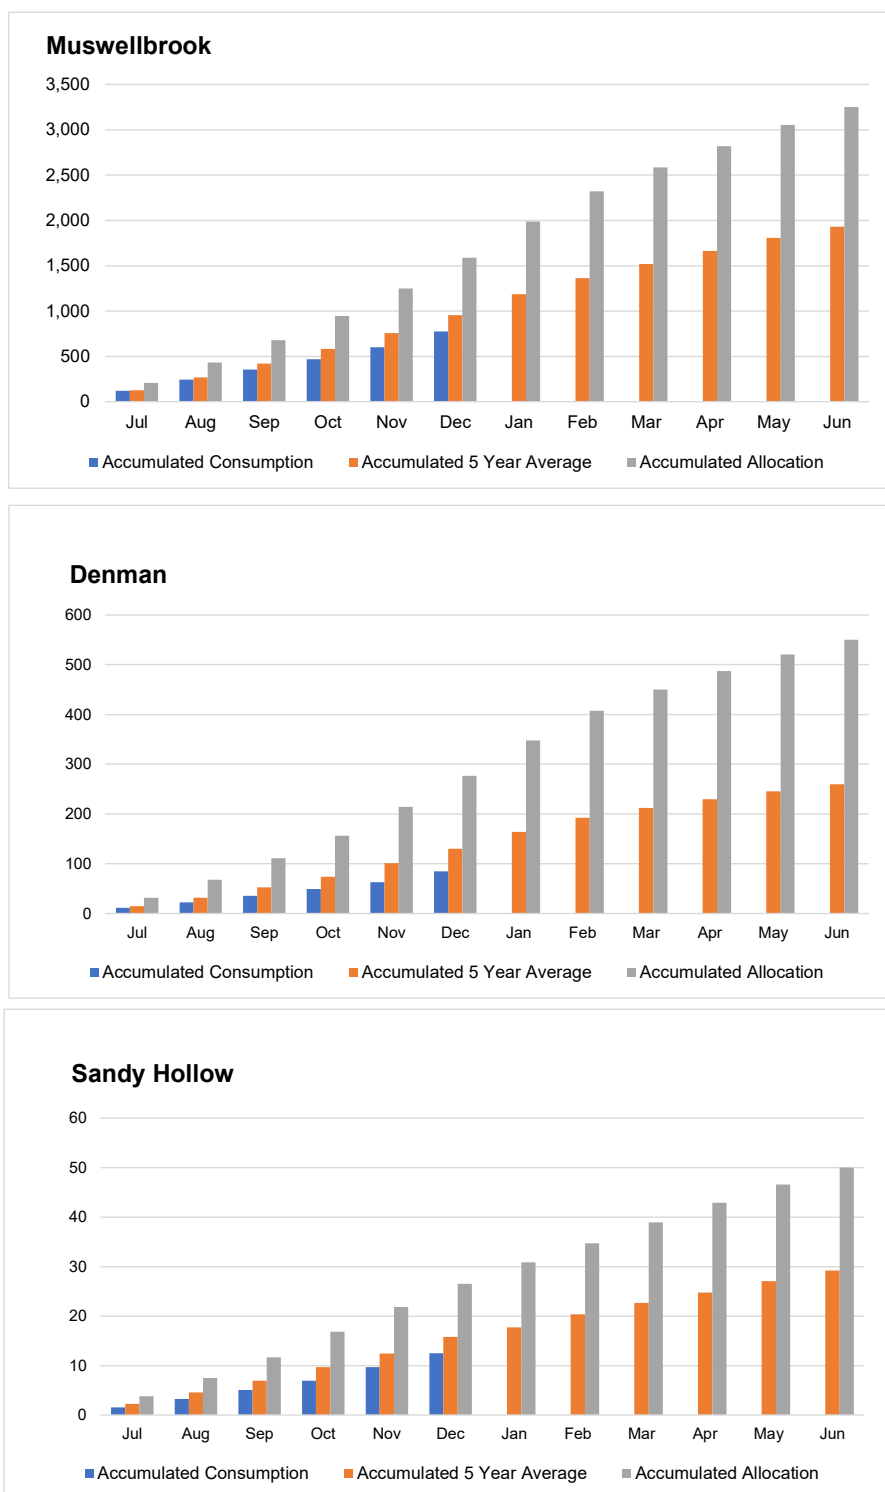 Muswellbrook
3,500
3,000
2,500
2,000
1,500
1,000
500
0
Jul Aug Sep Oct Nov Dec Jan Feb Mar Apr May Jun
Accumulated Consumption Accumulated 5 Year Average Accumulated Allocation
Denman
600
500
400
300
200
100
0
Jul Aug Sep Oct Nov Dec Jan Feb Mar Apr May Jun
Accumulated Consumption Accumulated 5 Year Average Accumulated Allocation
Sandy Hollow
60
50
40
30
20
10
0
Jul Aug Sep Oct Nov Dec Jan Feb Mar Apr May Jun
Accumulated Consumption Accumulated 5 Year Average Accumulated Allocation